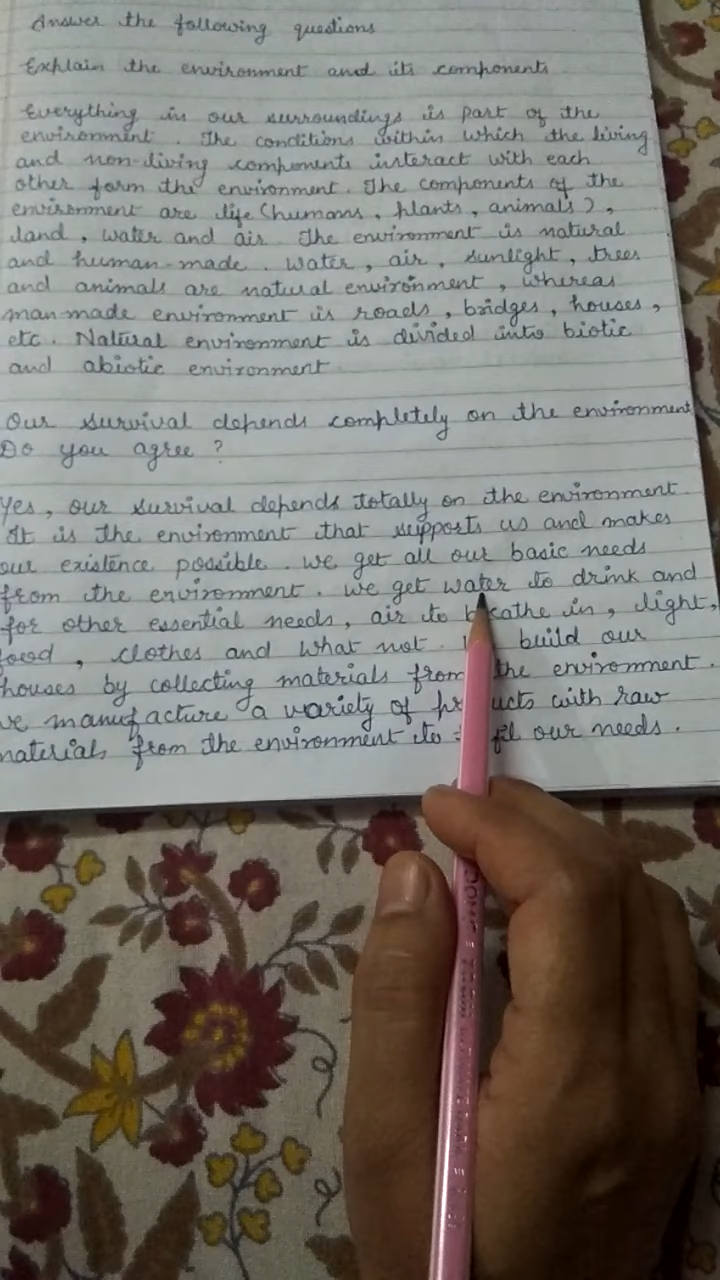 Answer the following questions
Explain the environment and its components
Everything in our surroundings is part of the
environment. The conditions within which the living
and non-living components interact with each
other form the environment. The components of the
environment are life (humans, plants, animals),
land, water and air. The environment is natural
and human-made. Water, air, sunlight, trees
and animals are natural environment, whereas
man-made environment is roads, bridges, houses,
etc. Natural environment is divided into biotic
and abiotic environment
Our survival depends completely on the environment
Do you agree?
Yes, our survival depends totally on the environment.
It is the environment that supports us and makes
our existence possible. We get all our basic needs
from the environment. We get water to drink and
for other essential needs, air to breathe in, light,
food, clothes and what not. build our
houses by collecting materials from the environment.
we manufacture a variety of products with raw
materials from the environment to our needs.